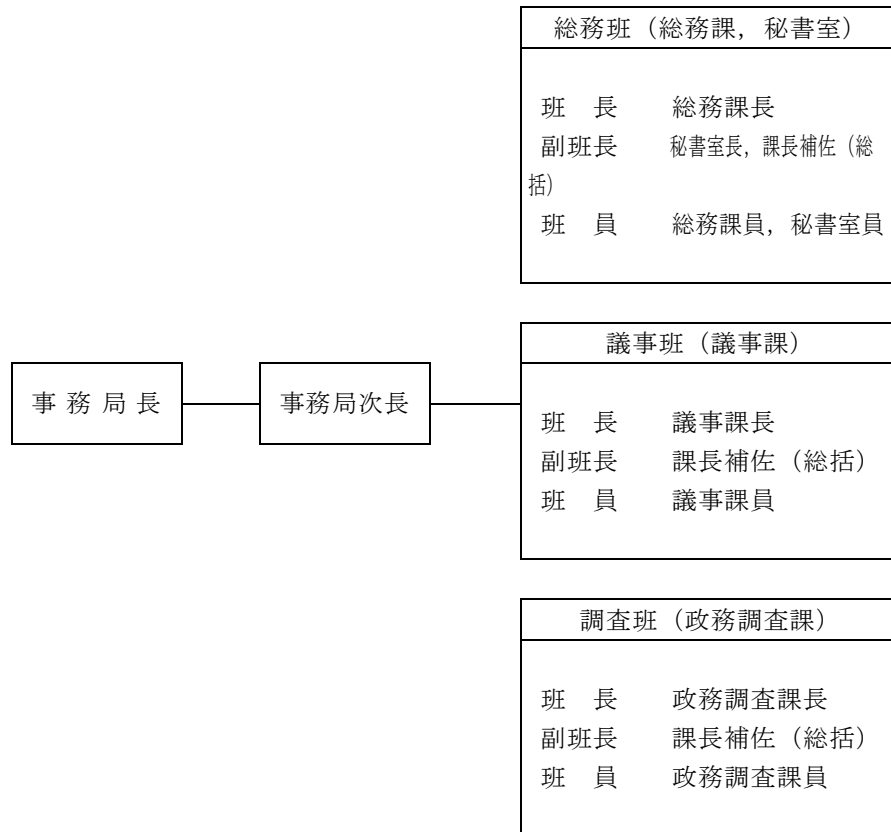 総務班（総務課，秘書室）
班　長　　総務課長
副班長　　秘書室長，課長補佐（総
括）
班　員　　総務課員，秘書室員
事 務 局 長
事務局次長
議事班（議事課）
班　長　　議事課長
副班長　　課長補佐（総括）
班　員　　議事課員
調査班（政務調査課）
班　長　　政務調査課長
副班長　　課長補佐（総括）
班　員　　政務調査課員